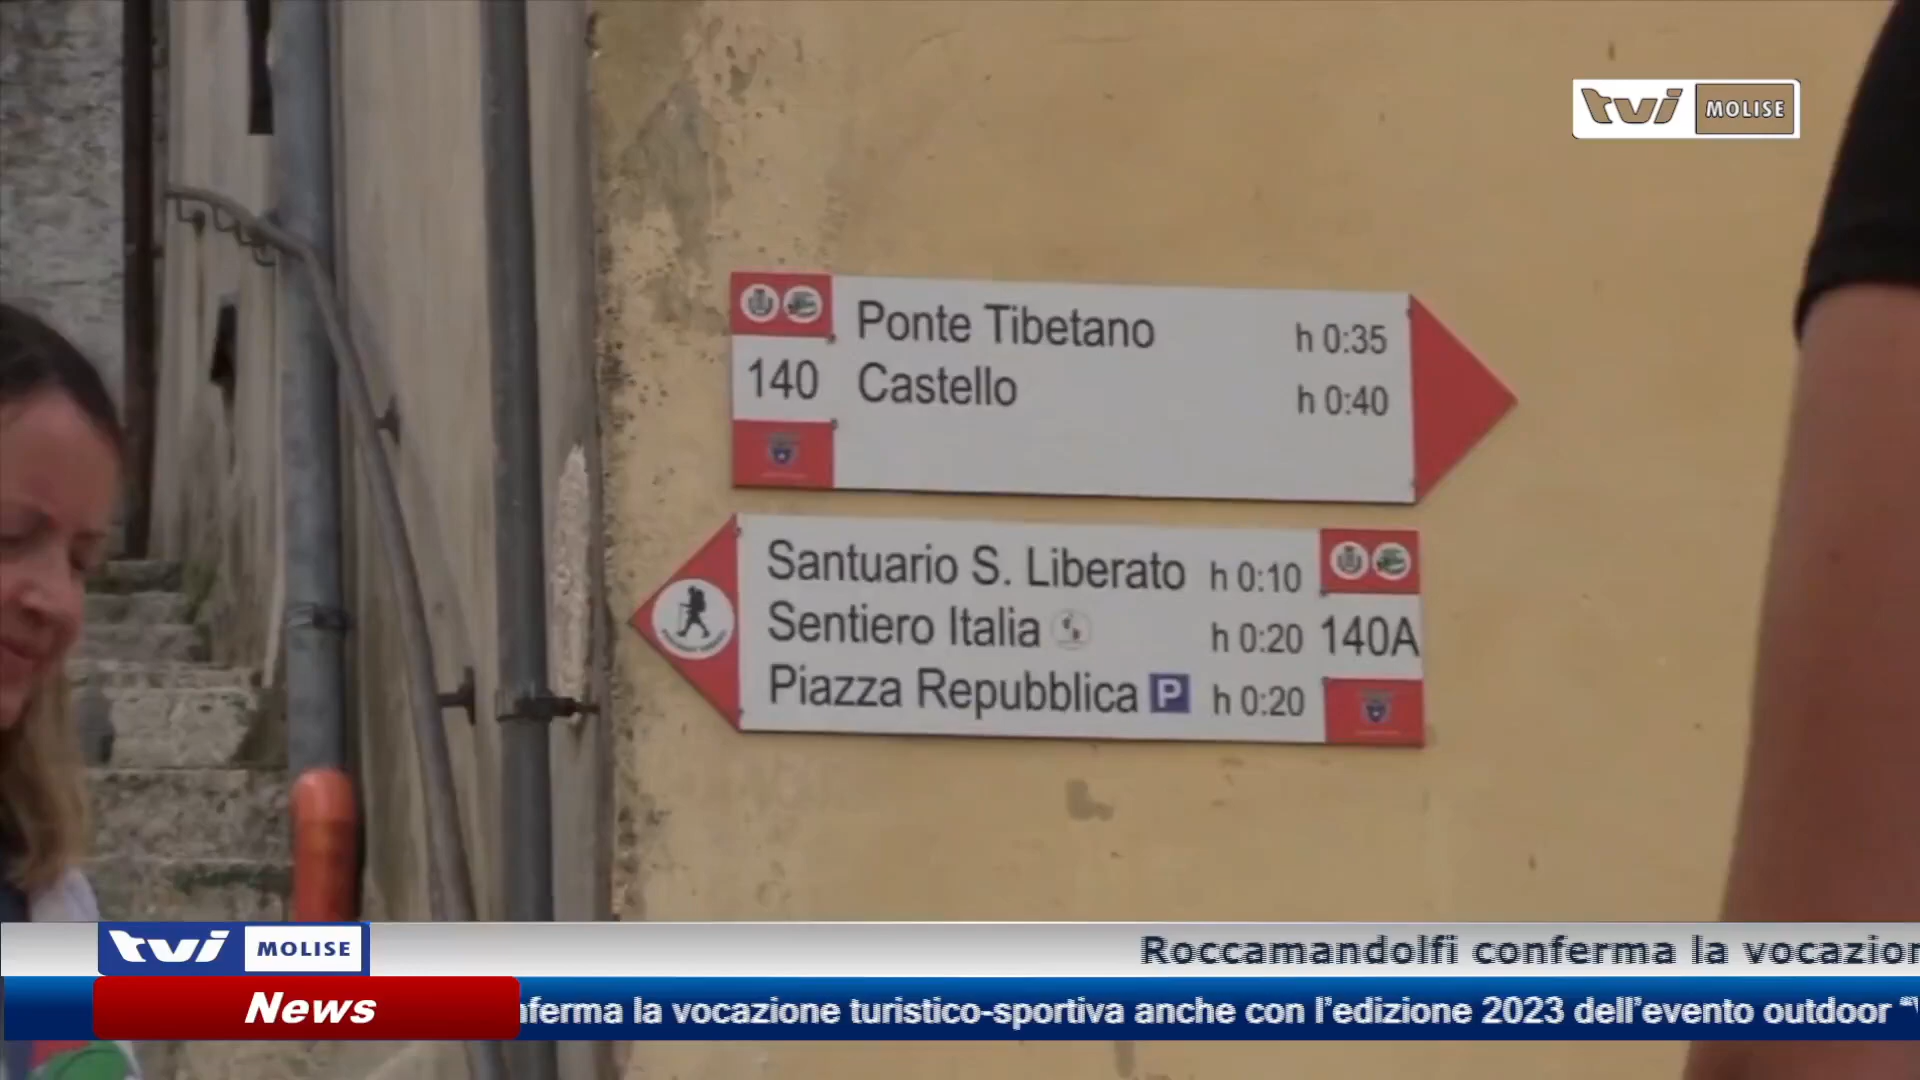 tvi MOLISE
Ponte Tibetano h 0:35
140
Castello h 0:40
Santuario S. Liberato h 0:10
Sentiero Italia h 0:20
140A
Piazza Repubblica P h 0:20
tvi MOLISE
Roccamandolfi conferma la vocazion
News
nferma la vocazione turistico-sportiva anche con l’edizione 2023 dell’evento outdoor “